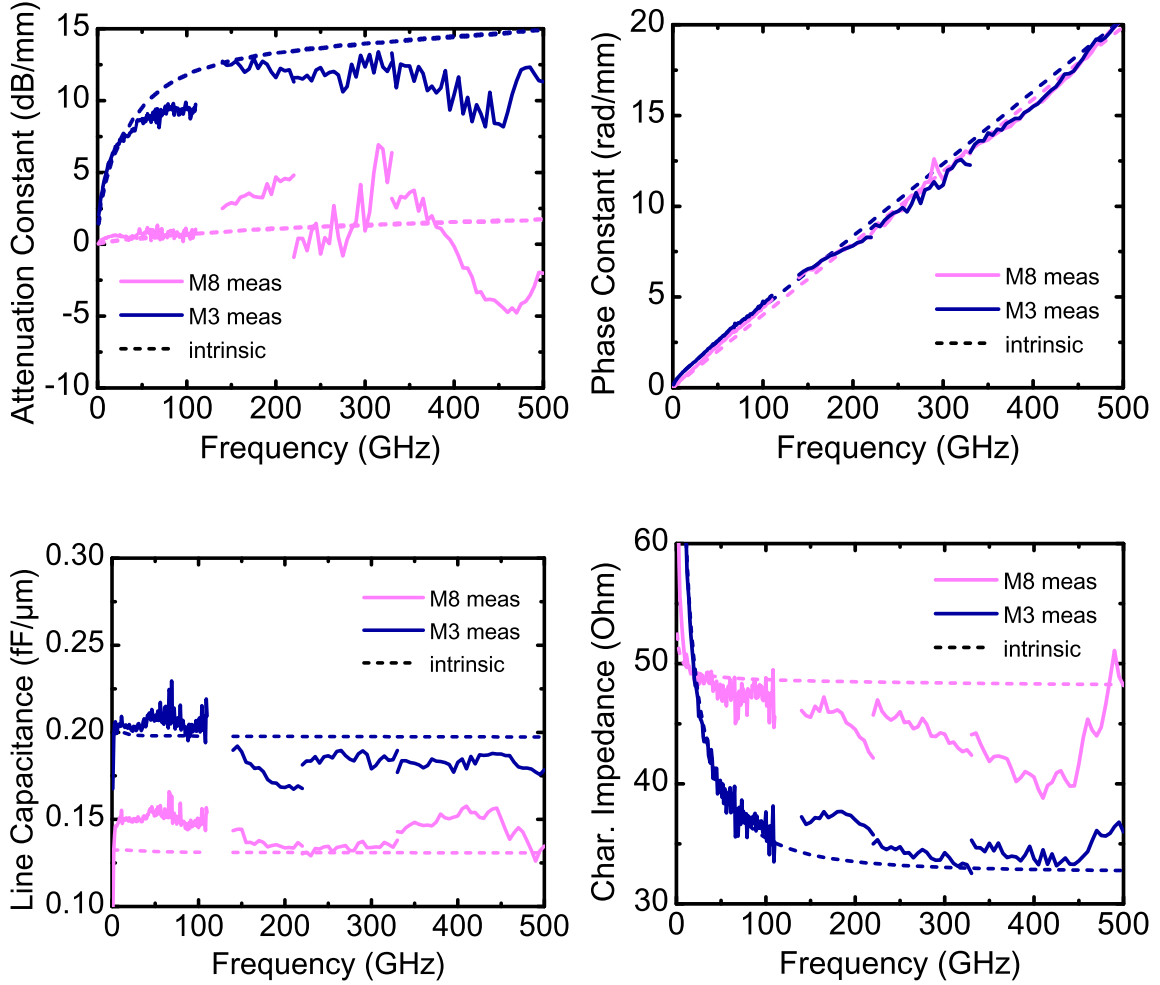 Attenuation Constant (dB/mm)
15
10
5
0
-5
-10
M8 meas
M3 meas
intrinsic
0 100 200 300 400 500
Frequency (GHz)
Phase Constant (rad/mm)
20
15
10
5
0
M8 meas
M3 meas
intrinsic
0 100 200 300 400 500
Frequency (GHz)
Line Capacitance (fF/μm)
0.30
0.25
0.20
0.15
0.10
M8 meas
M3 meas
intrinsic
0 100 200 300 400 500
Frequency (GHz)
Char. Impedance (Ohm)
60
50
40
30
M8 meas
M3 meas
intrinsic
0 100 200 300 400 500
Frequency (GHz)